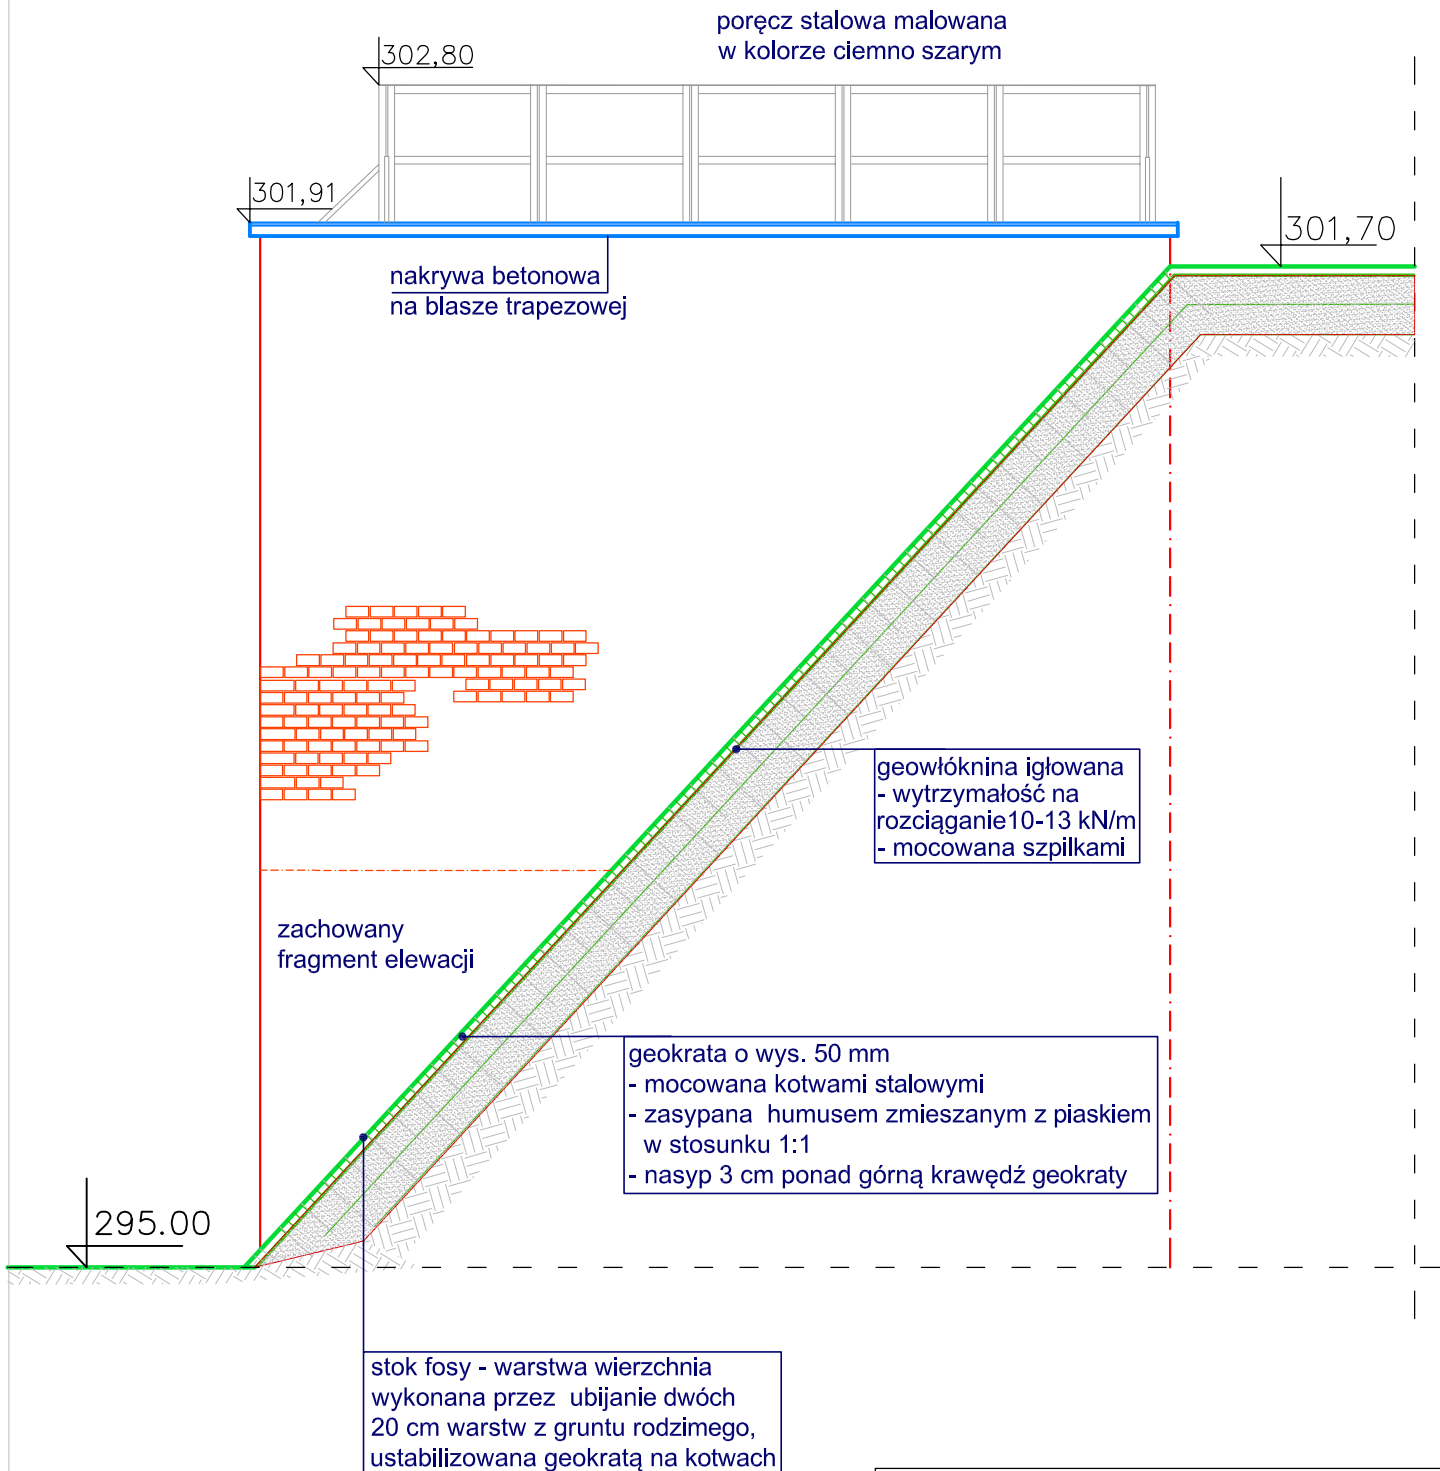 poręcz stalowa malowana
w kolorze ciemno szarym
302,80
301,91
301,70
nakrywa betonowa
na blasze trapezowej
geowłóknina igłowana
- wytrzymałość na
rozciąganie10-13 kN/m
- mocowana szpilkami
zachowany
fragment elewacji
geokrata o wys. 50 mm
- mocowana kotwami stalowymi
- zasypana humusem zmieszanym z piaskiem
w stosunku 1:1
- nasyp 3 cm ponad górną krawędź geokraty
295.00
stok fosy - warstwa wierzchnia
wykonana przez ubijanie dwóch
20 cm warstw z gruntu rodzimego,
ustabilizowana geokratą na kotwach